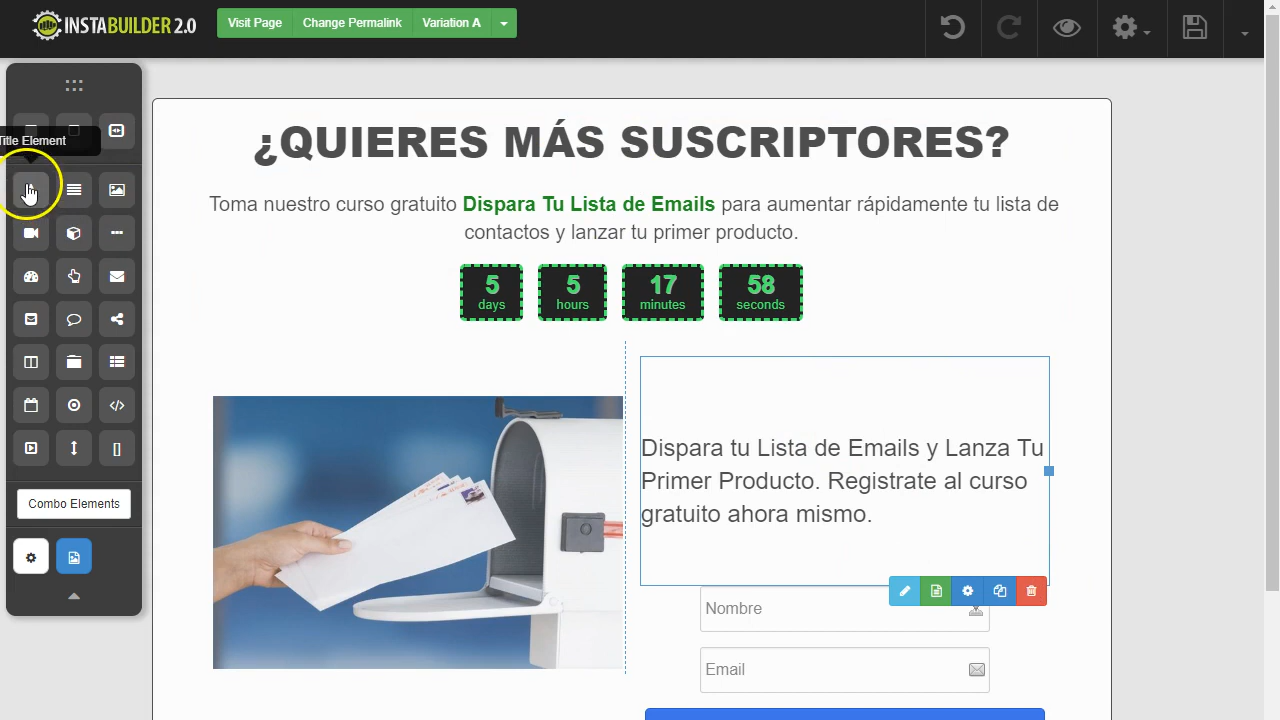 INSTABUILDER 2.0
Visit Page
Change Permalink
Variation A
Title Element
¿QUIERES MÁS SUSCRIPTORES?
Toma nuestro curso gratuito Dispara Tu Lista de Emails para aumentar rápidamente tu lista de
contactos y lanzar tu primer producto.
5
days
5
hours
17
minutes
58
seconds
Dispara tu Lista de Emails y Lanza Tu
Primer Producto. Registrate al curso
gratuito ahora mismo.
Combo Elements
Nombre
Email